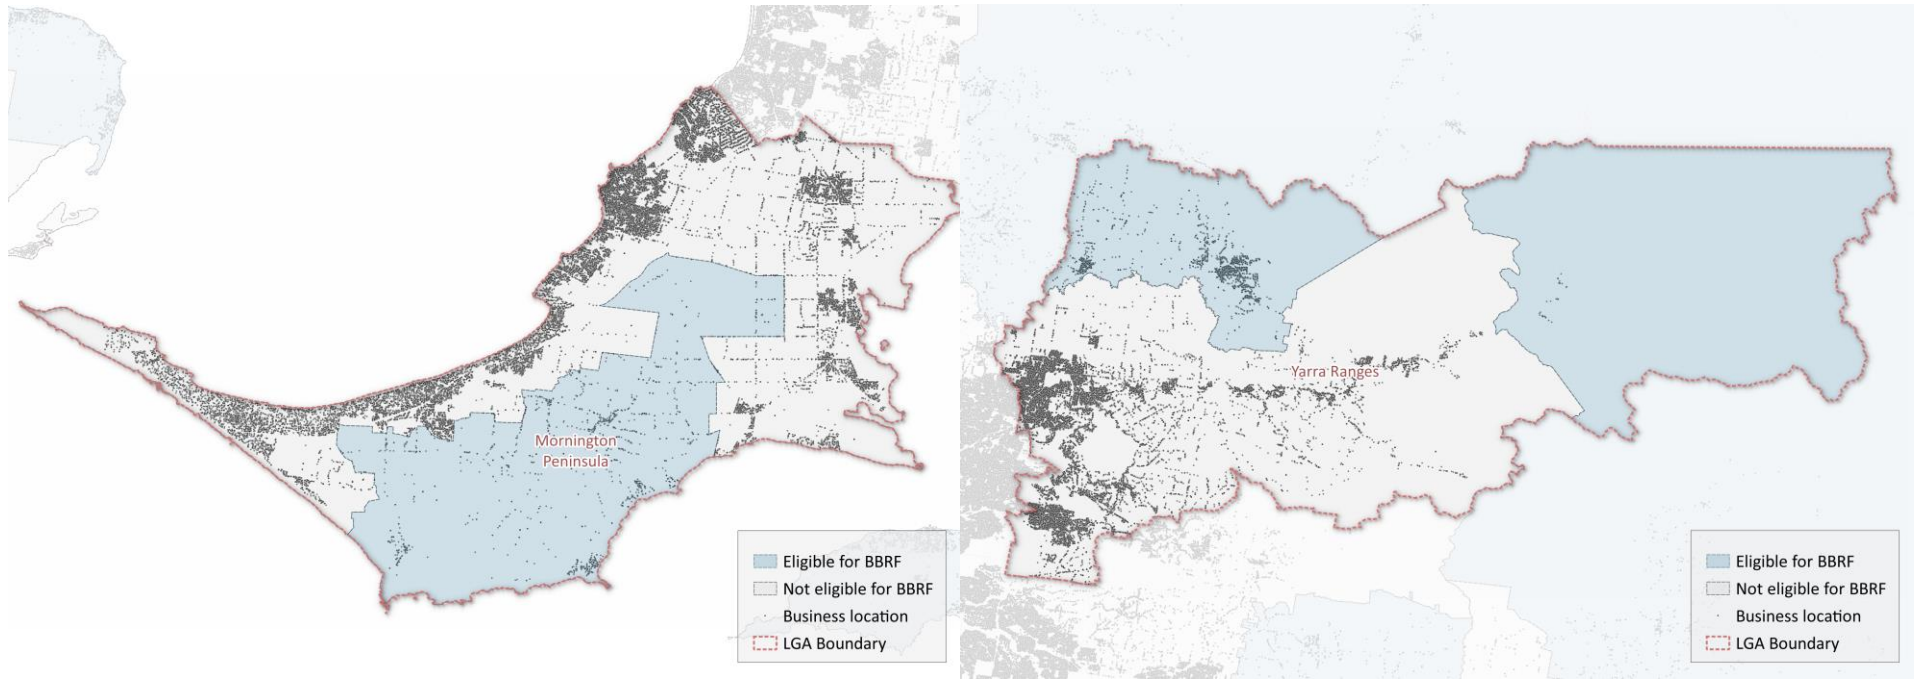 Mornington
Peninsula
Eligible for BBRF
Not eligible for BBRF
Business location
LGA Boundary
Yarra Ranges
Eligible for BBRF
Not eligible for BBRF
Business location
LGA Boundary